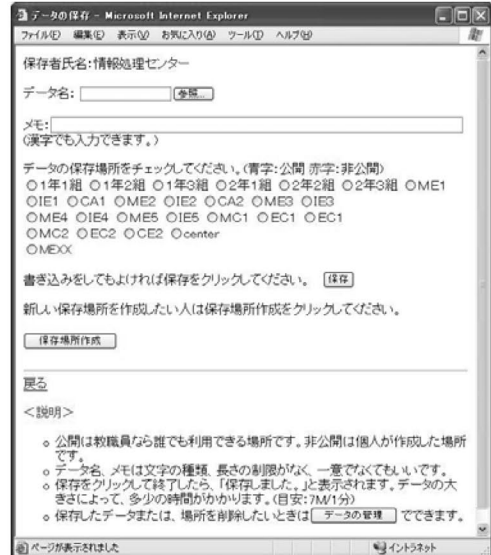 データの保存 - Microsoft Internet Explorer
ファイル(F) 編集(E) 表示(V) お気に入り(A) ツール(T) ヘルプ(H)
保存者氏名:情報処理センター
データ名: 参照...
メモ:
(漢字でも入力できます。)
データの保存場所をチェックしてください。(青字:公開 赤字:非公開)
○1年1組 ○1年2組 ○1年3組 ○2年1組 ○2年2組 ○2年3組 ○ME1
○IE1 ○CA1 ○ME2 ○IE2 ○CA2 ○ME3 ○IE3
○ME4 ○IE4 ○ME5 ○IE5 ○MC1 ○EC1 ○EC1
○MC2 ○EC2 ○CE2 ○center
○MEXX
書き込みをしてもよければ保存をクリックしてください。 保存
新しい保存場所を作成したい人は保存場所作成をクリックしてください。
保存場所作成
戻る
<説明>
o 公開は教職員なら誰でも利用できる場所です。非公開は個人が作成した場所
です。
o データ名、メモは文字の種類、長さの制限がなく、一意でなくてもいいです。
o 保存をクリックして終了したら、「保存しました。」と表示されます。データの大
きさによって、多少の時間がかかります。(目安:7M/1分)
o 保存したデータまたは、場所を削除したいときは データの管理 でできます。
ページが表示されました イントラネット